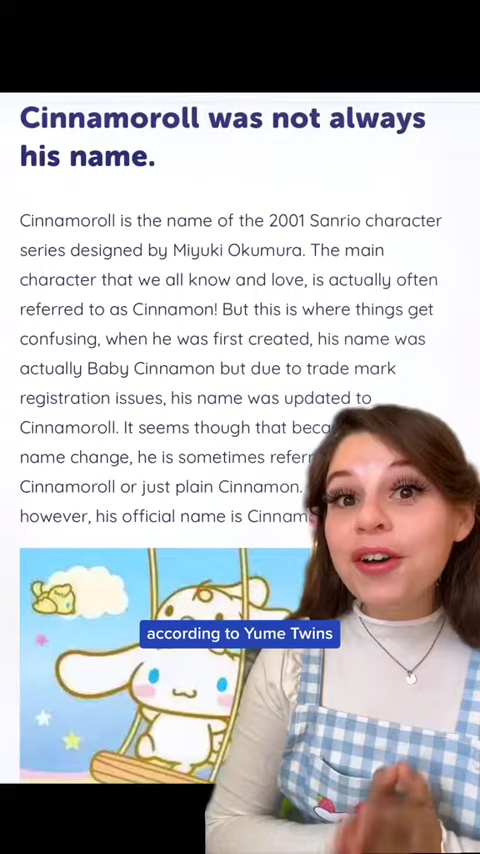 Cinnamoroll was not always
his name.
Cinnamoroll is the name of the 2001 Sanrio character
series designed by Miyuki Okumura. The main
character that we all know and love, is actually often
referred to as Cinnamon! But this is where things get
confusing, when he was first created, his name was
actually Baby Cinnamon but due to trade mark
registration issues, his name was updated to
Cinnamoroll. It seems though that
name change, he is sometimes
Cinnamoroll or just plain Cinnamon.
however, his official name is
according to Yume Twins